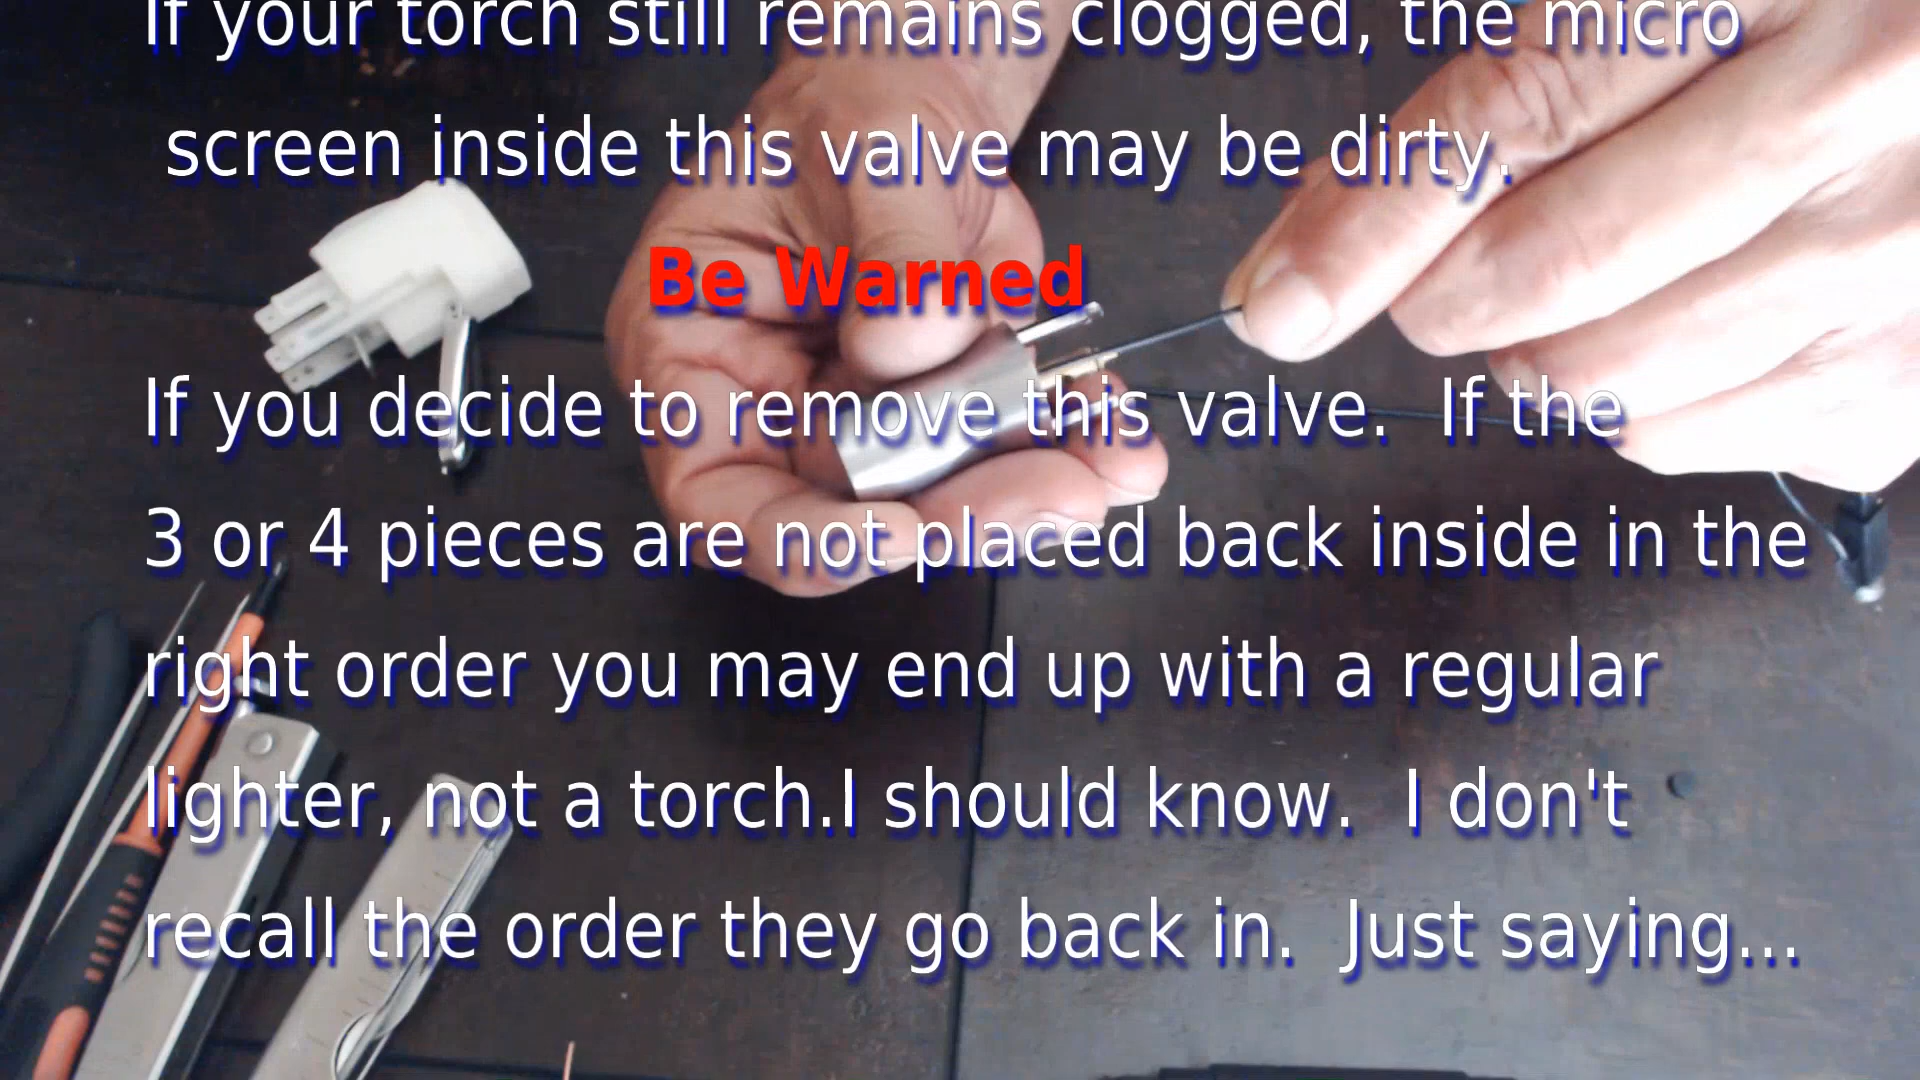 If your torch still remains clogged, the micro
screen inside this valve may be dirty.
Be Warned
If you decide to remove this valve.  If the
3 or 4 pieces are not placed back inside in the
right order you may end up with a regular
lighter, not a torch.I should know.  I don't
recall the order they go back in.  Just saying...